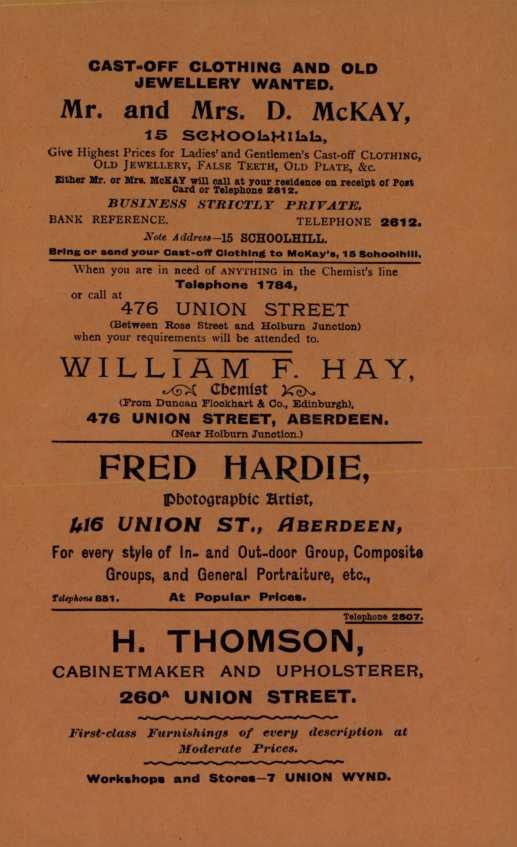 CAST-OFF CLOTHING AND OLD
JEWELLERY WANTED.
Mr. and Mrs. D. McKAY,
15 SCHOOLHILL,
Give Highest Prices for Ladies' and Gentlemen's Cast-off CLOTHING,
OLD JEWELLERY, FALSE TEETH, OLD PLATE, &c.
Either Mr. or Mrs. McKAY will call at your residence on receipt of Post
Card or Telephone 2612.
BUSINESS STRICTLY PRIVATE.
BANK REFERENCE. TELEPHONE 2612.
Note Address—15 SCHOOLHILL.
Bring or send your Cast-off Clothing to McKay's, 15 Schoolhill,
When you are in need of ANYTHING in the Chemist's line
Telephone 1784,
or call at
476 UNION STREET
(Between Rose Street and Holburn Junction)
when your requirements will be attended to.
WILLIAM F. HAY,
Chemist
(From Duncan Flockhart & Co., Edinburgh),
476 UNION STREET, ABERDEEN.
(Near Holburn Junction.)
FRED HARDIE,
Photographic Artist,
416 UNION ST., ABERDEEN,
For every style of In- and Out-door Group, Composite
Groups, and General Portraiture, etc.,
Telephone 881. At Popular Prices.
Telephone 2807.
H. THOMSON,
CABINETMAKER AND UPHOLSTERER,
260A UNION STREET.
First-class Furnishings of every description at
Moderate Prices.
Workshops and Stores—7 UNION WYND.